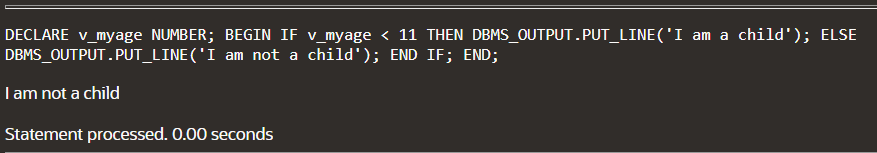 DECLARE v_myage NUMBER; BEGIN IF v_myage < 11 THEN DBMS_OUTPUT.PUT_LINE('I am a child'); ELSE
DBMS_OUTPUT.PUT_LINE('I am not a child'); END IF; END;
I am not a child
Statement processed. 0.00 seconds